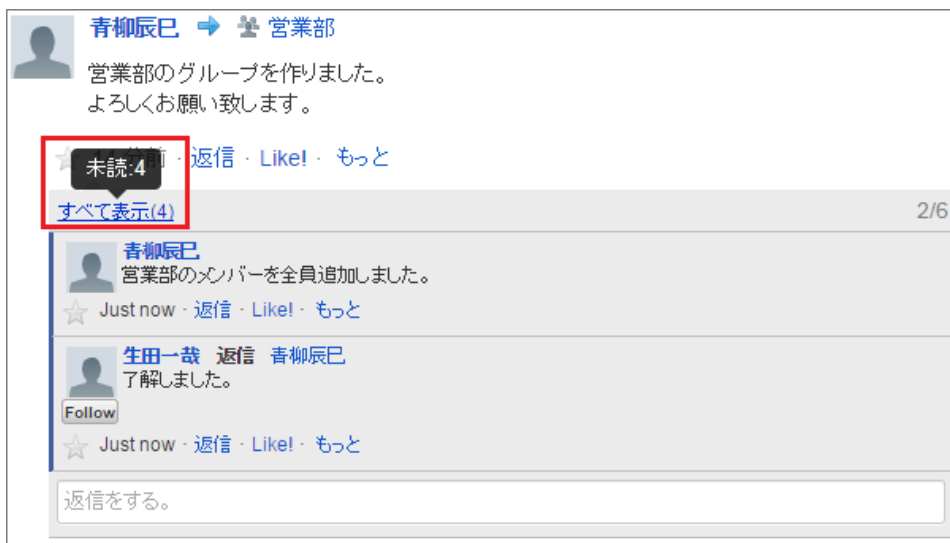 青柳辰巳 営業部
営業部のグループを作りました。
よろしくお願い致します。
分前 · 返信 · Like! · もっと
未読:4
すべて表示(4) 2/6
青柳辰巳
営業部のメンバーを全員追加しました。
Just now · 返信 · Like! · もっと
生田一哉 返信 青柳辰巳
了解しました。
Follow
Just now · 返信 · Like! · もっと
返信をする。